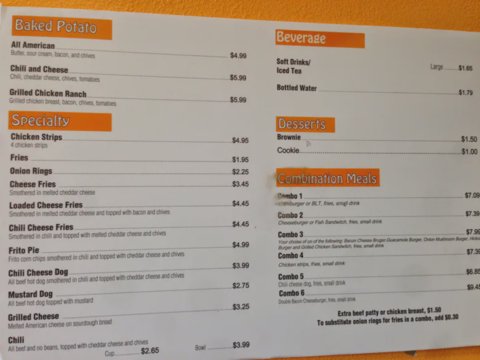 Baked Potato
All American $4.99
Butter, sour cream, bacon, and chives
Chili and Cheese $5.99
Chili, cheddar cheese, chives, tomatoes
Grilled Chicken Ranch $5.99
Grilled chicken breast, bacon, chives, tomatoes
Specialty
Chicken Strips $4.95
4 chicken strips
Fries $1.95
Onion Rings $2.25
Cheese Fries $3.45
Smothered in melted cheddar cheese
Loaded Cheese Fries $4.45
Smothered in melted cheddar cheese and topped with bacon and chives
Chili Cheese Fries $4.45
Smothered in chili and topped with melted cheddar cheese and chives
Frito Pie $4.99
Frito corn chips smothered in chili and topped with cheddar cheese and chives
Chili Cheese Dog $3.99
All beef hot dog smothered in chili and topped with cheddar cheese and chives
Mustard Dog $2.75
All beef hot dog topped with mustard
Grilled Cheese $3.25
Melted American cheese on sourdough bread
Chili
All beef and no beans, topped with cheddar cheese and chives
Cup $2.65 Bowl $3.99
Beverage
Soft Drinks/
Iced Tea Large $1.65
Bottled Water $1.79
Desserts
Brownie $1.50
Cookie $1.00
Combination Meals
Combo 1 $7.09
Hamburger or BLT, fries, small drink
Combo 2 $7.39
Cheeseburger or Fish Sandwich, fries, small drink
Combo 3 $7.99
Your choice of on of the following: Bacon Cheese Burger, Guacamole Burger, Onion Mushroom Burger,
Burger and Grilled Chicken Sandwich, fries, small drink
Combo 4 $7.39
Chicken strips, fries, small drink
Combo 5 $6.85
Chili cheese dog, fries, small drink
Combo 6 $9.45
Double Bacon Cheeseburger, fries, small drink
Extra beef patty or chicken breast, $1.50
To substitute onion rings for fries in a combo, add $0.30